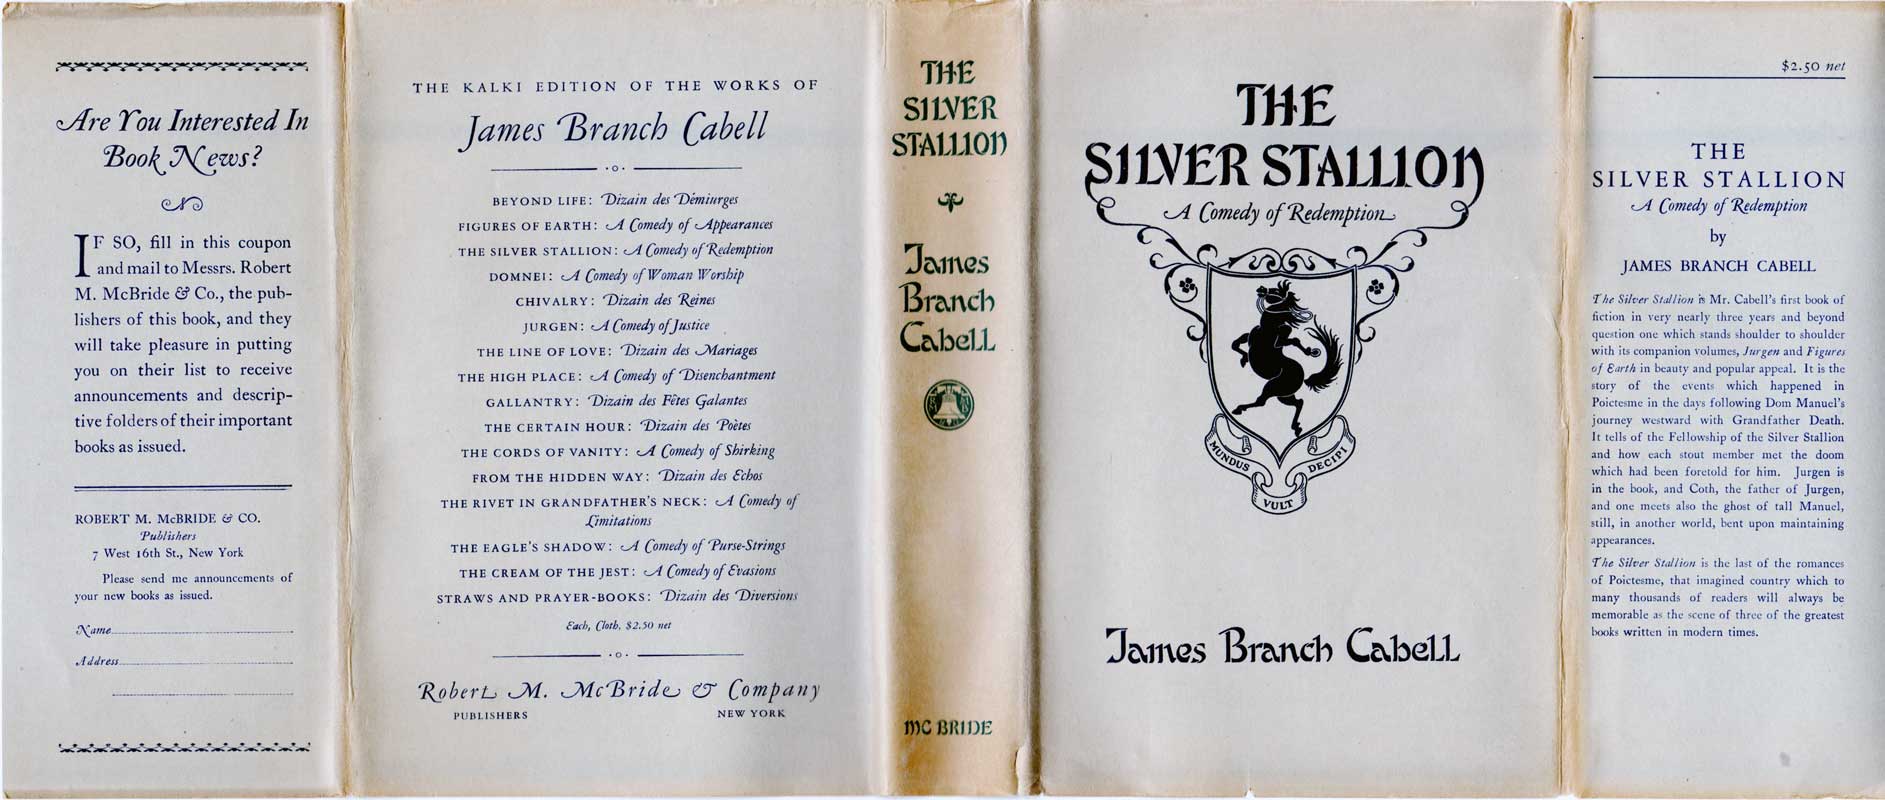 Are You Interested In
Book News?
IF SO, fill in this coupon
and mail to Messrs. Robert
M. McBride & Co., the pub-
lishers of this book, and they
will take pleasure in putting
you on their list to receive
announcements and descrip-
tive folders of their important
books as issued.
ROBERT M. McBRIDE & CO.
Publishers
7 West 16th St., New York
Please send me announcements of
your new books as issued.
Name
Address
THE KALKI EDITION OF THE WORKS OF
James Branch Cabell
BEYOND LIFE: Dizain des Démiurges
FIGURES OF EARTH: A Comedy of Appearances
THE SILVER STALLION: A Comedy of Redemption
DOMNEI: A Comedy of Woman Worship
CHIVALRY: Dizain des Reines
JURGEN: A Comedy of Justice
THE LINE OF LOVE: Dizain des Mariages
THE HIGH PLACE: A Comedy of Disenchantment
GALLANTRY: Dizain des Fêtes Galantes
THE CERTAIN HOUR: Dizain des Poètes
THE CORDS OF VANITY: A Comedy of Shirking
FROM THE HIDDEN WAY: Dizain des Echos
THE RIVET IN GRANDFATHER'S NECK: A Comedy of
Limitations
THE EAGLE'S SHADOW: A Comedy of Purse-Strings
THE CREAM OF THE JEST: A Comedy of Evasions
STRAWS AND PRAYER-BOOKS: Dizain des Diversions
Each, Cloth, $2.50 net
Robert M. McBride & Company
PUBLISHERS NEW YORK
THE
SILVER
STALLION
James
Branch
Cabell
MC BRIDE
THE
SILVER STALLION
A Comedy of Redemption
MUNDUS VULT DECIPI
James Branch Cabell
$2.50 net
THE
SILVER STALLION
A Comedy of Redemption
by
JAMES BRANCH CABELL
The Silver Stallion is Mr. Cabell's first book of
fiction in very nearly three years and beyond
question one which stands shoulder to shoulder
with its companion volumes, Jurgen and Figures
of Earth in beauty and popular appeal. It is the
story of the events which happened in
Poictesme in the days following Dom Manuel's
journey westward with Grandfather Death.
It tells of the Fellowship of the Silver Stallion
and how each stout member met the doom
which had been foretold for him. Jurgen is
in the book, and Coth, the father of Jurgen,
and one meets also the ghost of tall Manuel,
still, in another world, bent upon maintaining
appearances.
The Silver Stallion is the last of the romances
of Poictesme, that imagined country which to
many thousands of readers will always be
memorable as the scene of three of the greatest
books written in modern times.